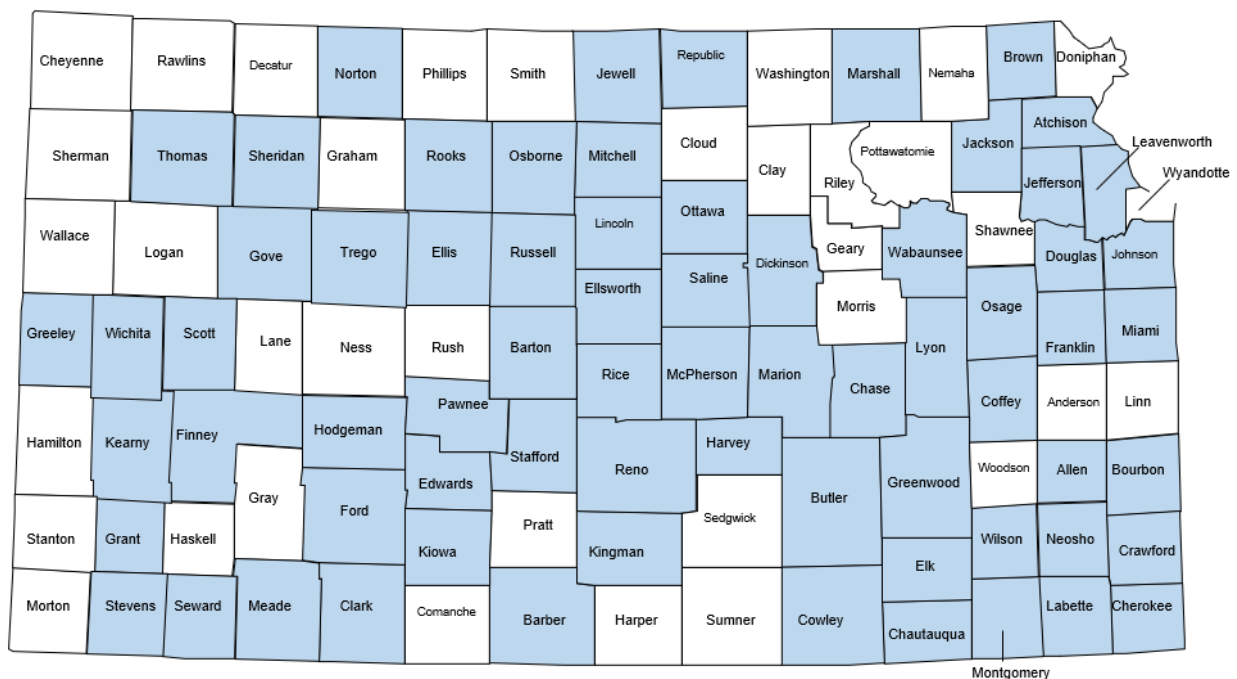 Cheyenne
Rawlins
Decatur
Norton
Phillips
Smith
Jewell
Republic
Washington
Marshall
Nemaha
Brown
Doniphan
Sherman
Thomas
Sheridan
Graham
Rooks
Osborne
Mitchell
Cloud
Clay
Riley
Pottawatomie
Jackson
Atchison
Jefferson
Leavenworth
Wyandotte
Wallace
Logan
Gove
Trego
Ellis
Russell
Lincoln
Ottawa
Saline
Dickinson
Geary
Wabaunsee
Shawnee
Douglas
Johnson
Ellsworth
Morris
Osage
Greeley
Wichita
Scott
Lane
Ness
Rush
Barton
Rice
McPherson
Marion
Chase
Lyon
Franklin
Miami
Hamilton
Kearny
Finney
Hodgeman
Pawnee
Stafford
Reno
Harvey
Butler
Greenwood
Coffey
Anderson
Linn
Gray
Ford
Edwards
Woodson
Allen
Bourbon
Stanton
Grant
Haskell
Kiowa
Pratt
Kingman
Sedgwick
Elk
Wilson
Neosho
Crawford
Morton
Stevens
Seward
Meade
Clark
Comanche
Barber
Harper
Sumner
Cowley
Chautauqua
Labette
Cherokee
Montgomery